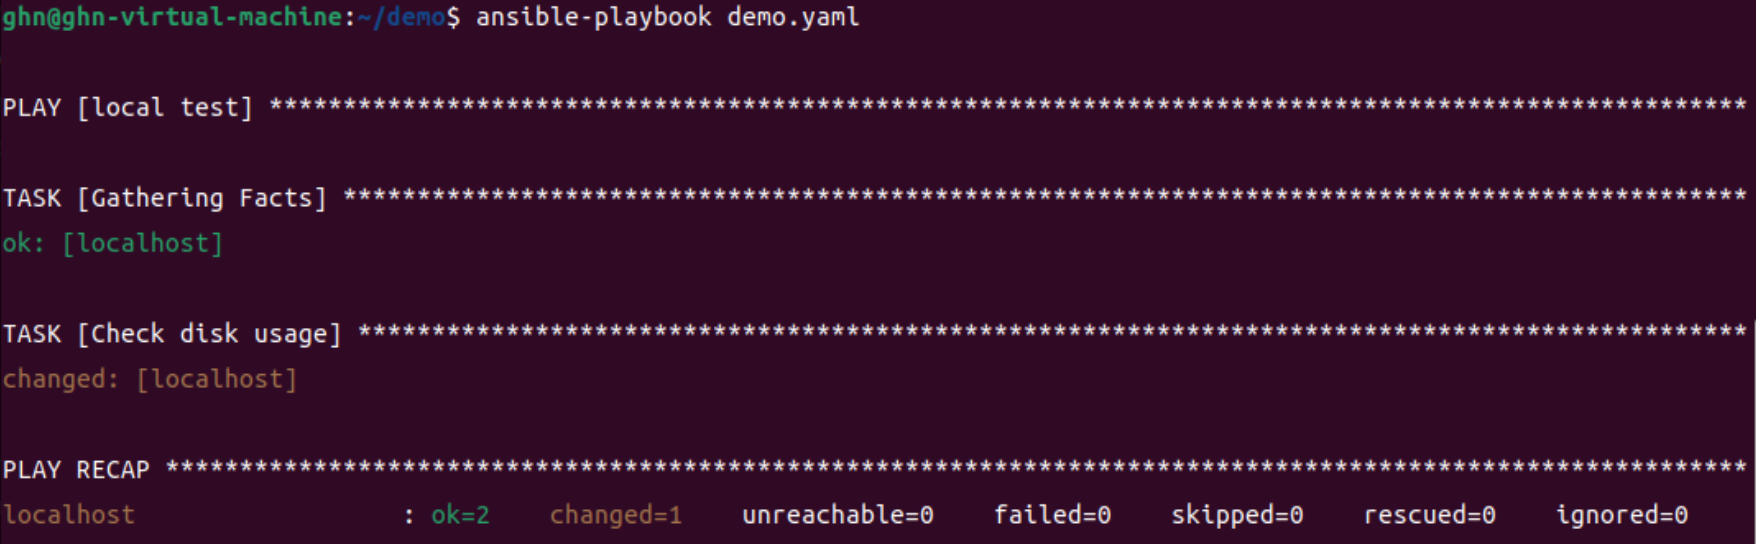 ghn@ghn-virtual-machine:~/demo$ ansible-playbook demo.yaml
PLAY [local test] ****************************************************************************************************
TASK [Gathering Facts] ***********************************************************************************************
ok: [localhost]
TASK [Check disk usage] **********************************************************************************************
changed: [localhost]
PLAY RECAP ***********************************************************************************************************
localhost                  : ok=2    changed=1    unreachable=0    failed=0    skipped=0    rescued=0    ignored=0